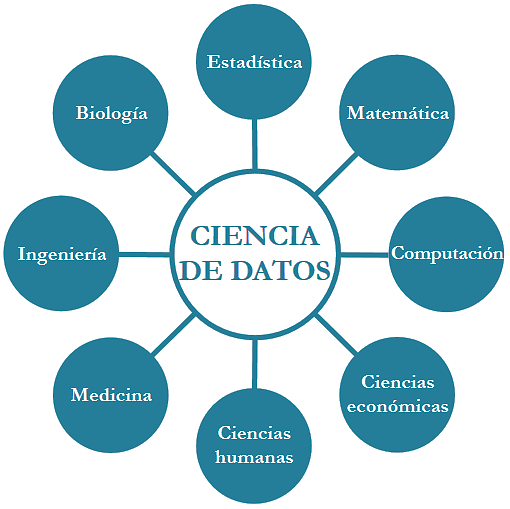 Estadística
Matemática
Computación
Ciencias
económicas
Ciencias
humanas
Medicina
Ingeniería
Biología
CIENCIA
DE DATOS